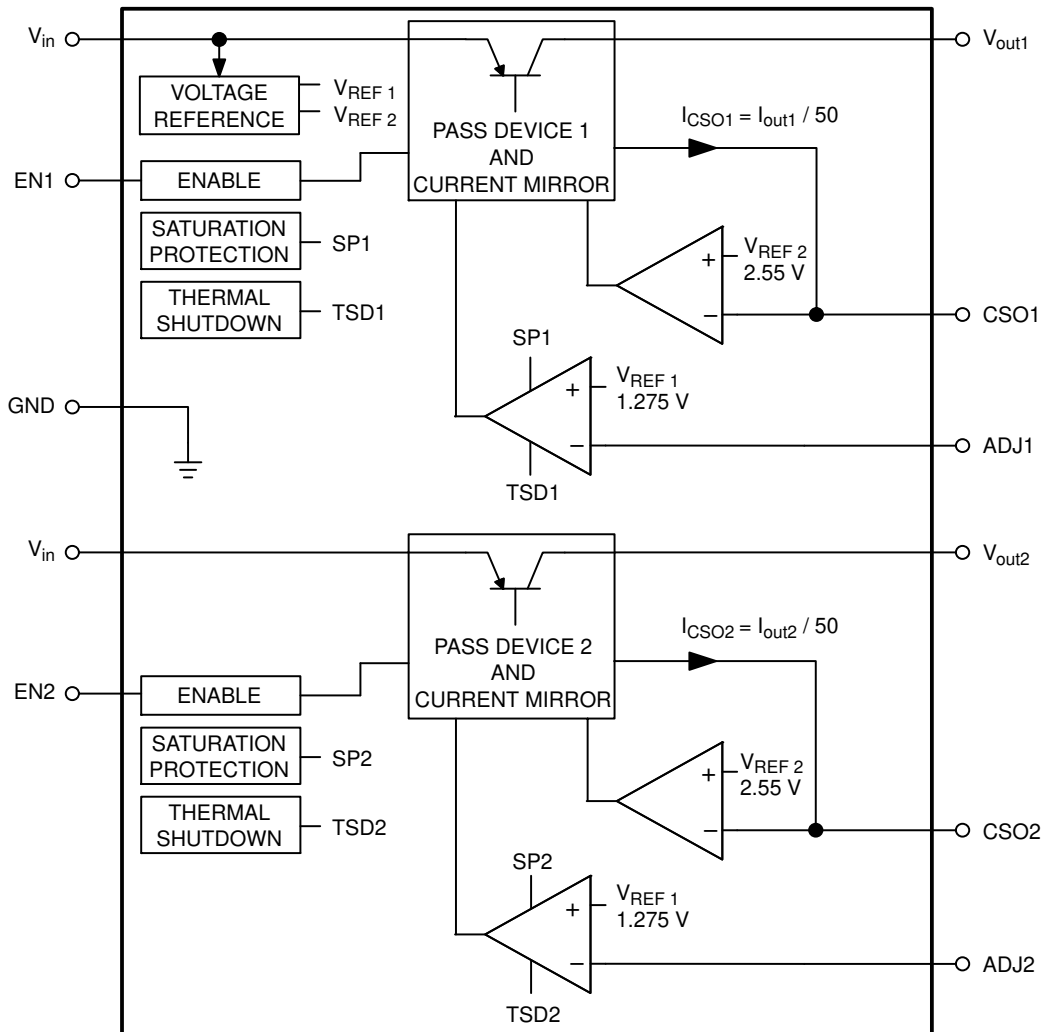 Vin
Vout1
VOLTAGE
REFERENCE
VREF 1
VREF 2
PASS DEVICE 1
AND
CURRENT MIRROR
ICSO1 = Iout1 / 50
EN1
ENABLE
SATURATION
PROTECTION
SP1
THERMAL
SHUTDOWN
TSD1
+
VREF 2
2.55 V
−
CSO1
GND
SP1
+
VREF 1
1.275 V
−
ADJ1
TSD1
Vin
Vout2
PASS DEVICE 2
AND
CURRENT MIRROR
ICSO2 = Iout2 / 50
EN2
ENABLE
SATURATION
PROTECTION
SP2
THERMAL
SHUTDOWN
TSD2
+
VREF 2
2.55 V
−
CSO2
SP2
+
VREF 1
1.275 V
−
ADJ2
TSD2